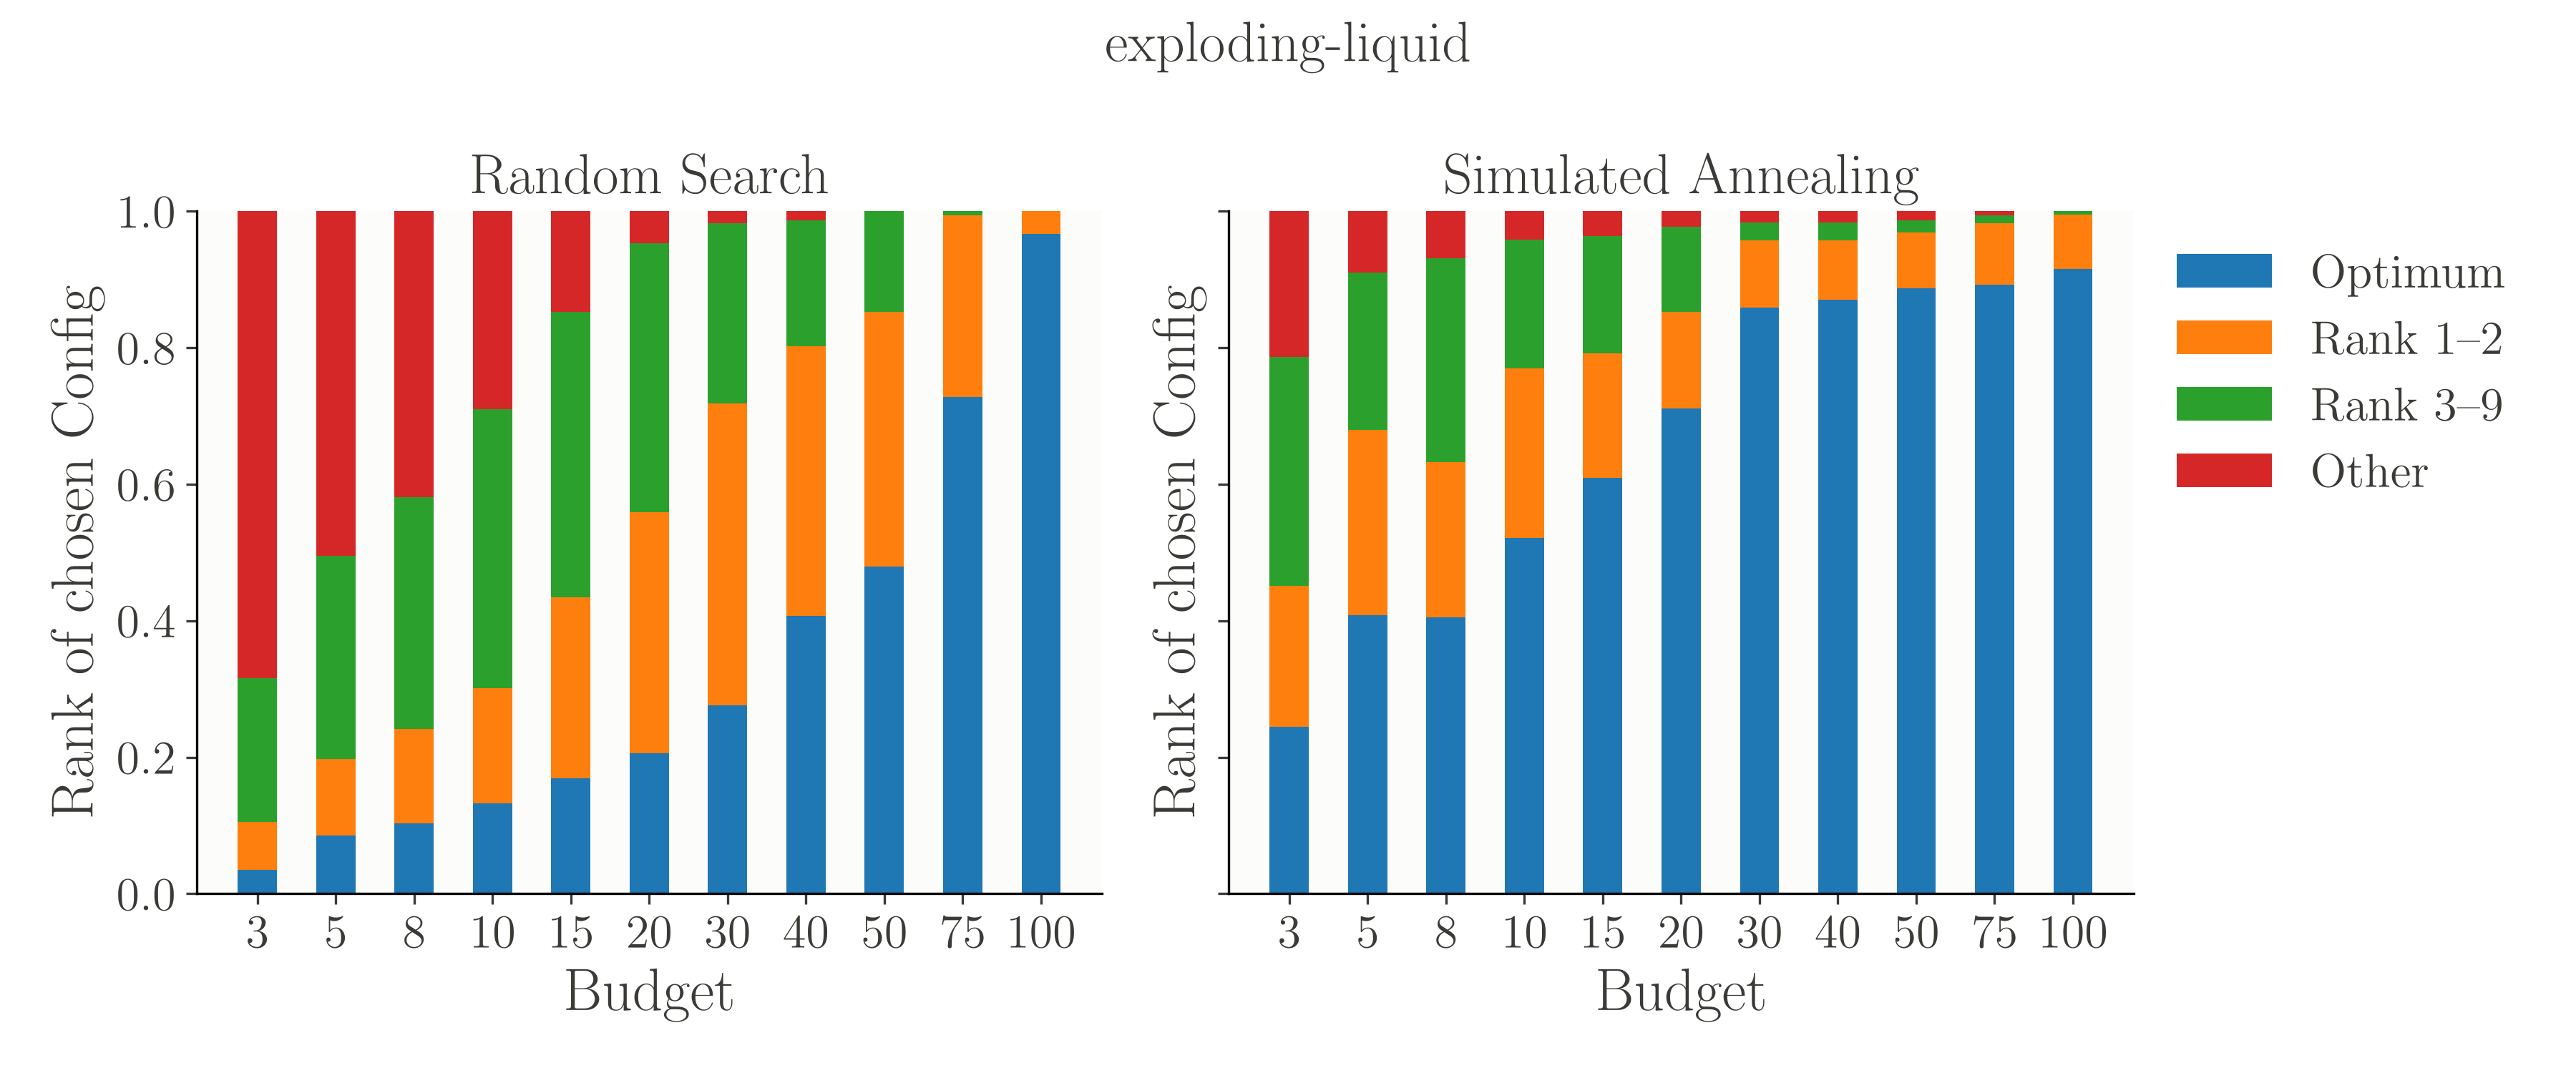 exploding-liquid
Random Search
Rank of chosen Config
1.0
0.8
0.6
0.4
0.2
0.0
3 5 8 10 15 20 30 40 50 75 100
Budget
Simulated Annealing
Rank of chosen Config
3 5 8 10 15 20 30 40 50 75 100
Budget
Optimum
Rank 1–2
Rank 3–9
Other